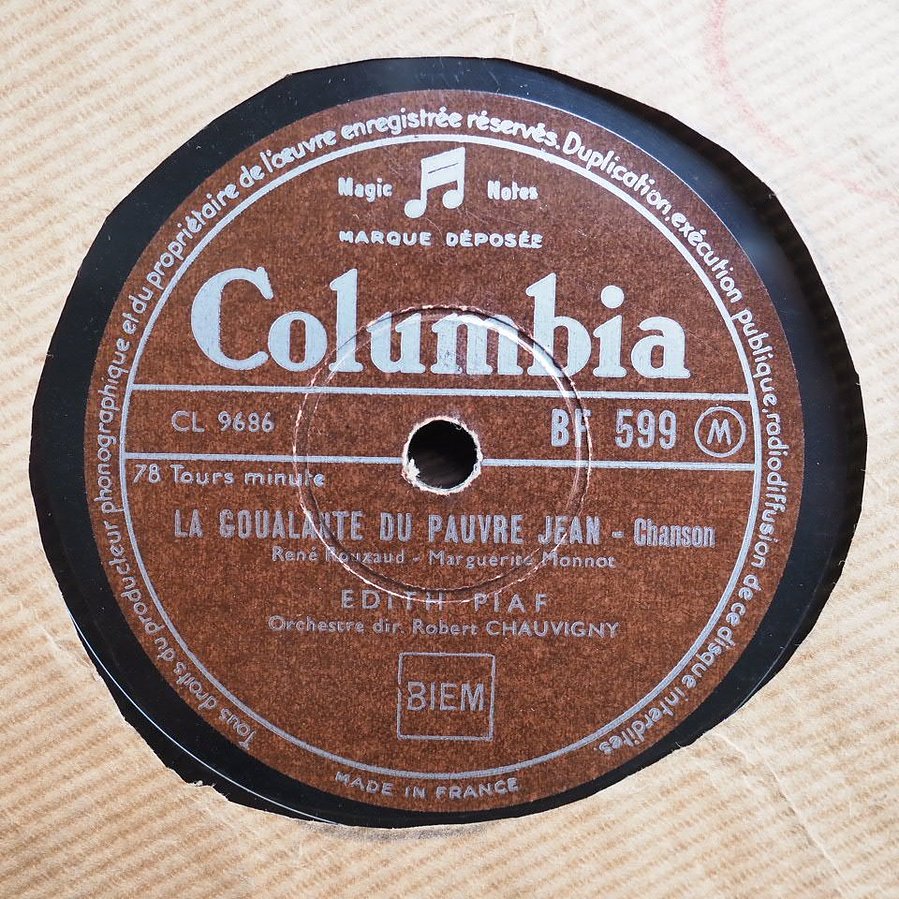 Tous droits du producteur phonographique et du propriétaire de l'œuvre enregistrée réservés. Duplication, exécution publique, radiodiffusion de ce disque interdites.
Magic Notes
MARQUE DÉPOSÉE
Columbia
CL 9686 BF 599 M
78 Tours minute
LA GOUALANTE DU PAUVRE JEAN - Chanson
René Rouzaud - Marguerite Monnot
EDITH PIAF
Orchestre dir. Robert CHAUVIGNY
BIEM
MADE IN FRANCE